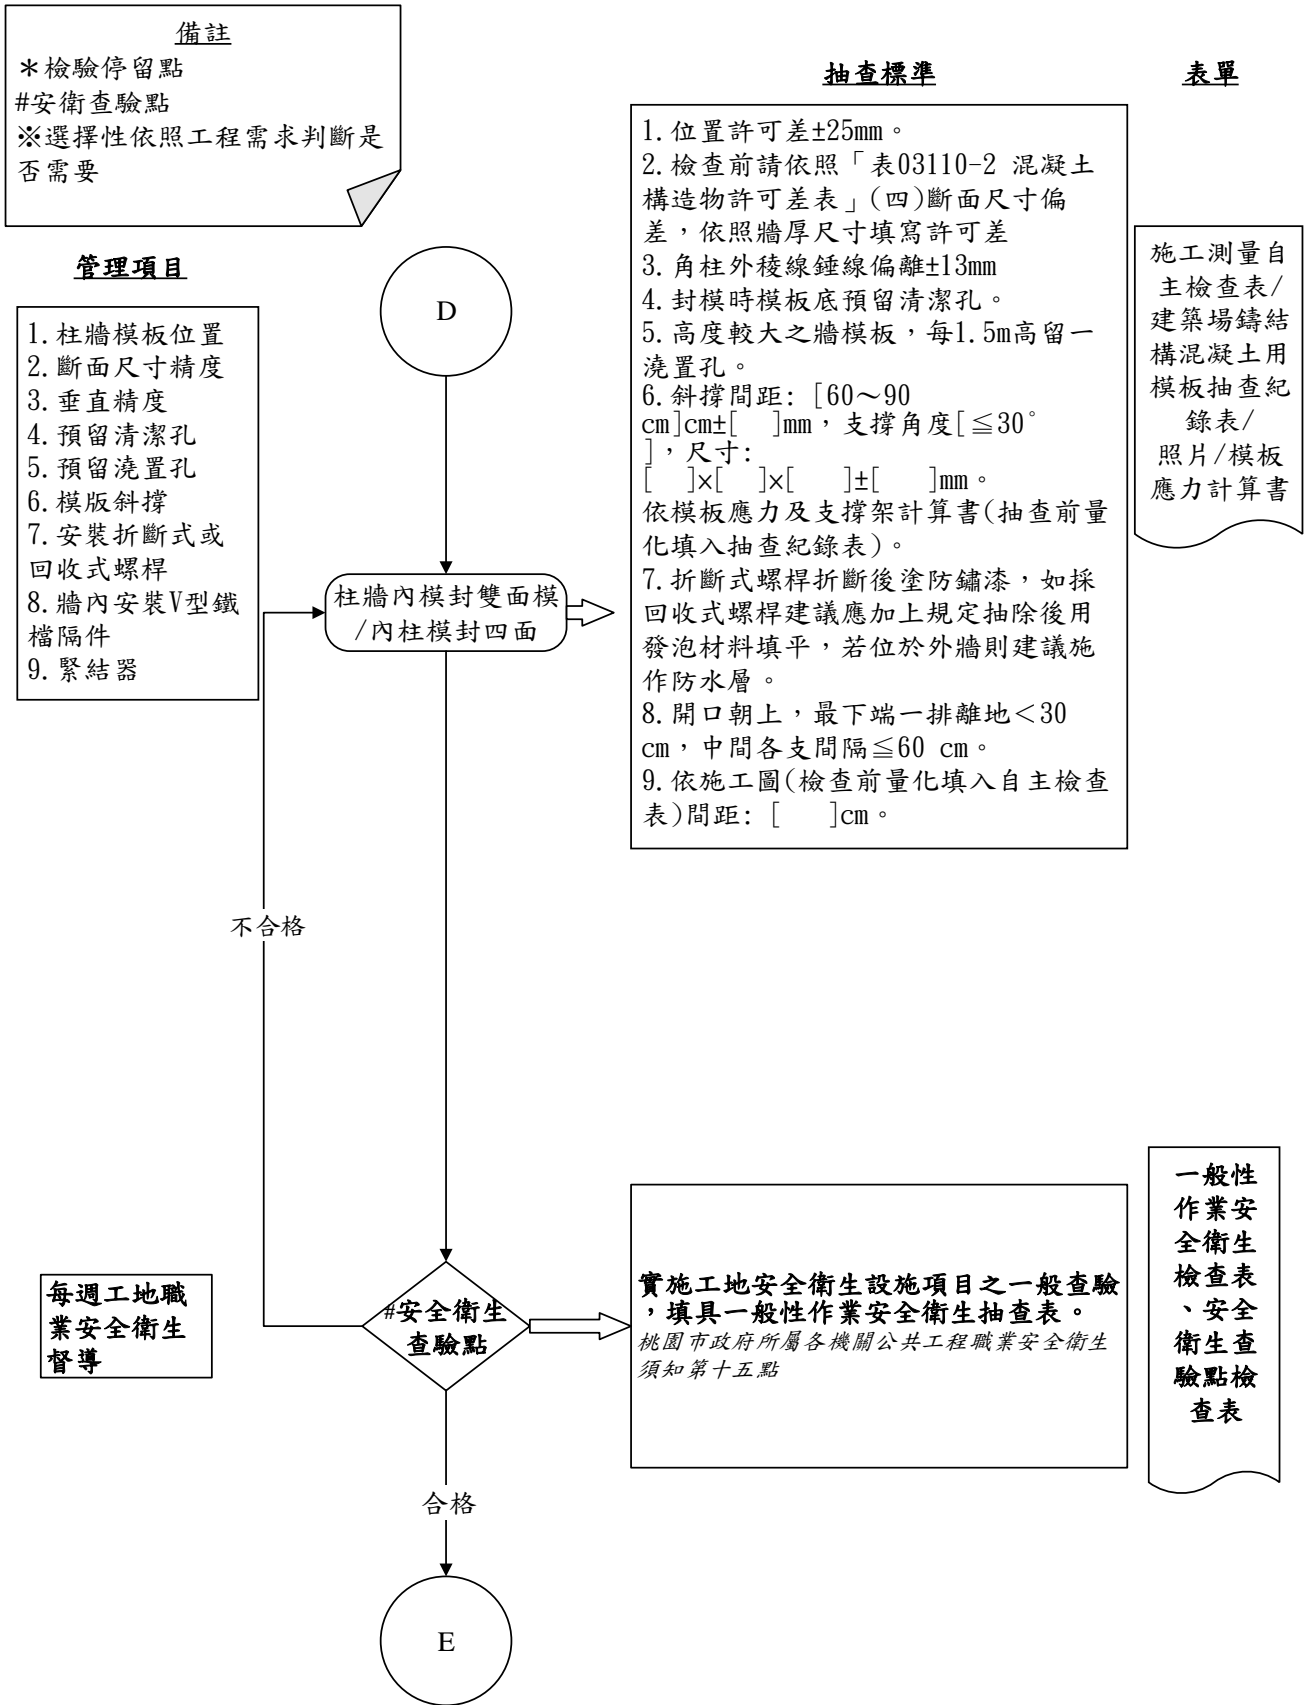 備註
＊檢驗停留點
#安衛查驗點
※選擇性依照工程需求判斷是
否需要
管理項目
1.柱牆模板位置
2.斷面尺寸精度
3.垂直精度
4.預留清潔孔
5.預留澆置孔
6.模版斜撐
7.安裝折斷式或
回收式螺桿
8.牆內安裝V型鐵
檔隔件
9.緊結器
D
柱牆內模封雙面模
/內柱模封四面
抽查標準
1.位置許可差±25mm。
2.檢查前請依照「表03110-2 混凝土
構造物許可差表」(四)斷面尺寸偏
差，依照牆厚尺寸填寫許可差
3.角柱外稜線錘線偏離±13mm
4.封模時模板底預留清潔孔。
5.高度較大之牆模板，每1.5m高留一
澆置孔。
6.斜撐間距: [60～90
cm]cm±[　]mm，支撐角度[≦30°
]，尺寸:
[　]×[　]×[　]±[　]mm。
依模板應力及支撐架計算書(抽查前量
化填入抽查紀錄表)。
7.折斷式螺桿折斷後塗防鏽漆，如採
回收式螺桿建議應加上規定抽除後用
發泡材料填平，若位於外牆則建議施
作防水層。
8.開口朝上，最下端一排離地＜30
cm，中間各支間隔≦60 cm。
9.依施工圖(檢查前量化填入自主檢查
表)間距: [　]cm。
表單
施工測量自
主檢查表/
建築場鑄結
構混凝土用
模板抽查紀
錄表/
照片/模板
應力計算書
不合格
每週工地職
業安全衛生
督導
#安全衛生
查驗點
實施工地安全衛生設施項目之一般查驗
，填具一般性作業安全衛生抽查表。
桃園市政府所屬各機關公共工程職業安全衛生
須知第十五點
一般性
作業安
全衛生
檢查表
、安全
衛生查
驗點檢
查表
合格
E